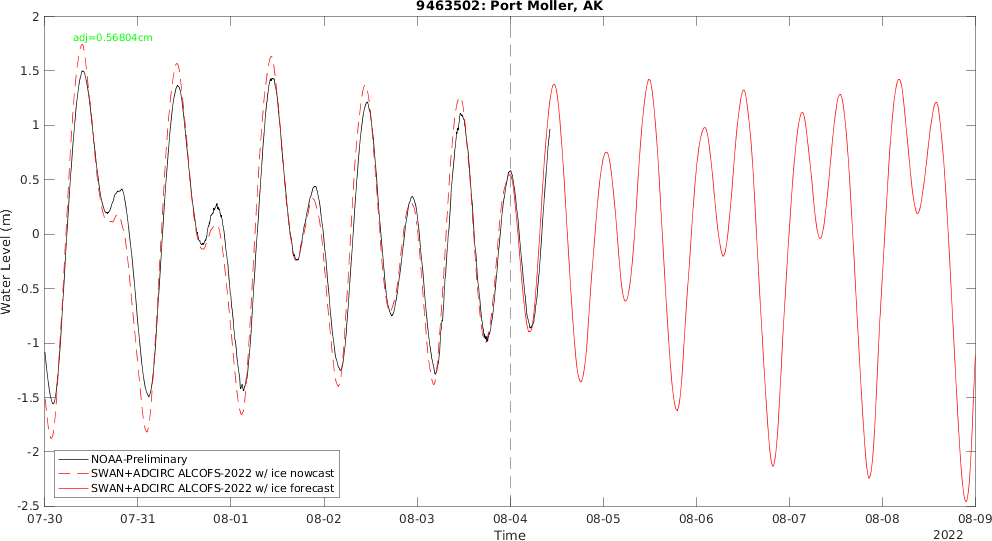 9463502: Port Moller, AK
adj=0.56804cm
2
1.5
1
0.5
0
-0.5
-1
-1.5
-2
-2.5
Water Level (m)
NOAA-Preliminary
SWAN+ADCIRC ALCOFS-2022 w/ ice nowcast
SWAN+ADCIRC ALCOFS-2022 w/ ice forecast
07-30 07-31 08-01 08-02 08-03 08-04 08-05 08-06 08-07 08-08 08-09
Time
2022